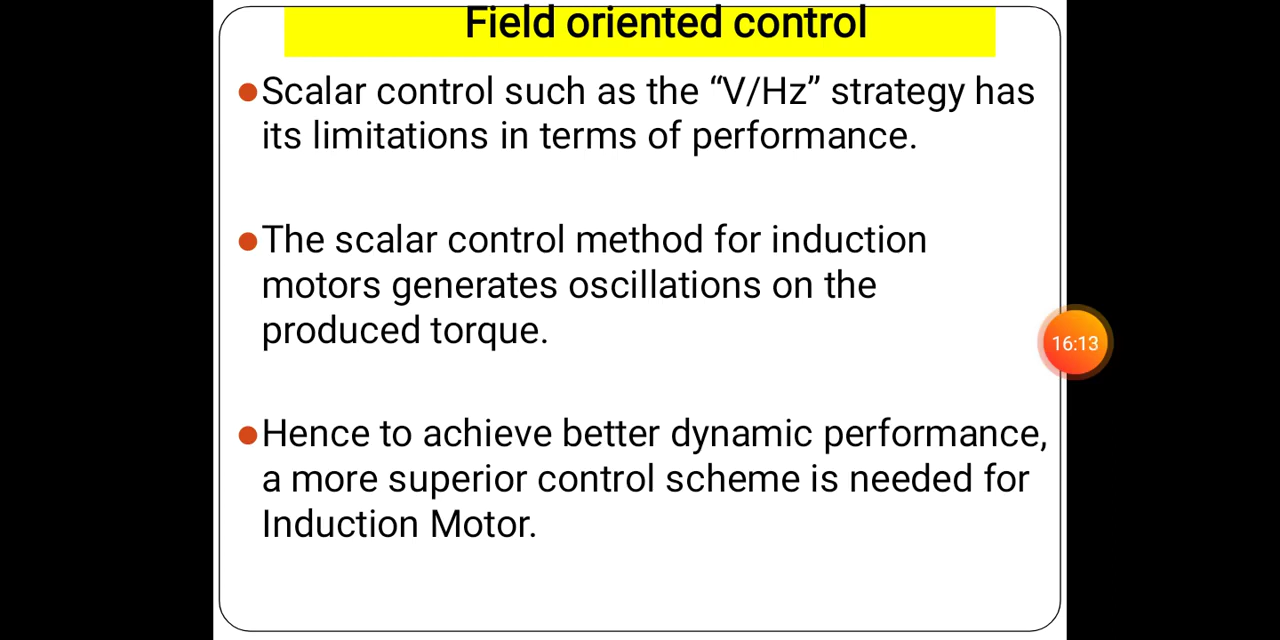 Field oriented control
●Scalar control such as the “V/Hz” strategy has
its limitations in terms of performance.
●The scalar control method for induction
motors generates oscillations on the
produced torque.
16:13
●Hence to achieve better dynamic performance,
a more superior control scheme is needed for
Induction Motor.